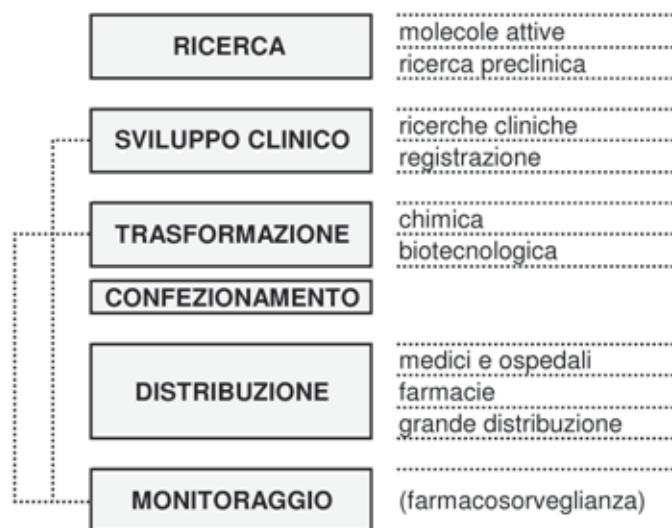 RICERCA
molecole attive
ricerca preclinica
SVILUPPO CLINICO
ricerche cliniche
registrazione
TRASFORMAZIONE
chimica
biotecnologica
CONFEZIONAMENTO
DISTRIBUZIONE
medici e ospedali
farmacie
grande distribuzione
MONITORAGGIO
(farmacosorveglianza)